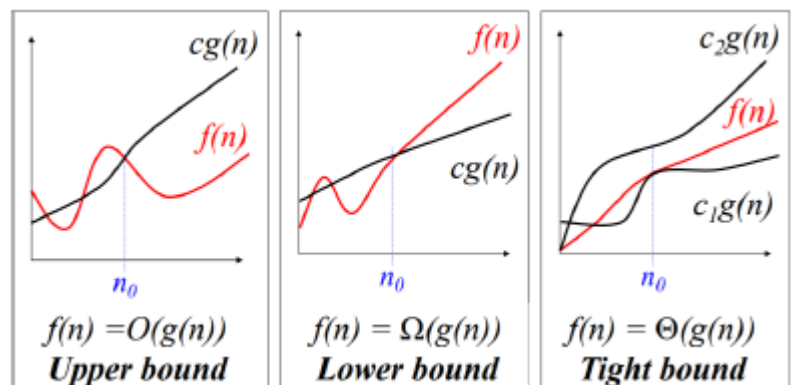 cg(n)
f(n)
n₀
f(n) =O(g(n))
Upper bound
f(n)
cg(n)
n₀
f(n) = Ω(g(n))
Lower bound
c₂g(n)
f(n)
c₁g(n)
n₀
f(n) = Θ(g(n))
Tight bound